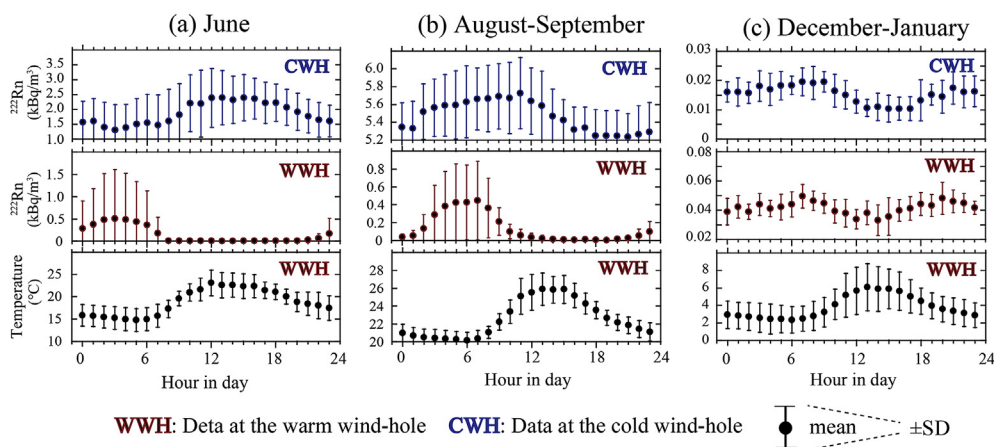 (a) June
(b) August-September
(c) December-January
²²²Rn
(kBq/m³)
3.5
3.0
2.5
2.0
1.5
1.0
CWH
6.0
5.8
5.6
5.4
5.2
CWH
0.03
0.02
0.01
0
CWH
²²²Rn
(kBq/m³)
1.5
1.0
0.5
0
WWH
0.8
0.6
0.4
0.2
0
WWH
0.06
0.04
0.02
WWH
Temperature
(°C)
25
20
15
10
WWH
28
26
24
22
20
WWH
8
6
4
2
0
WWH
0 6 12 18 24
0 6 12 18 24
0 6 12 18 24
Hour in day
Hour in day
Hour in day
WWH: Deta at the warm wind-hole CWH: Data at the cold wind-hole mean ±SD